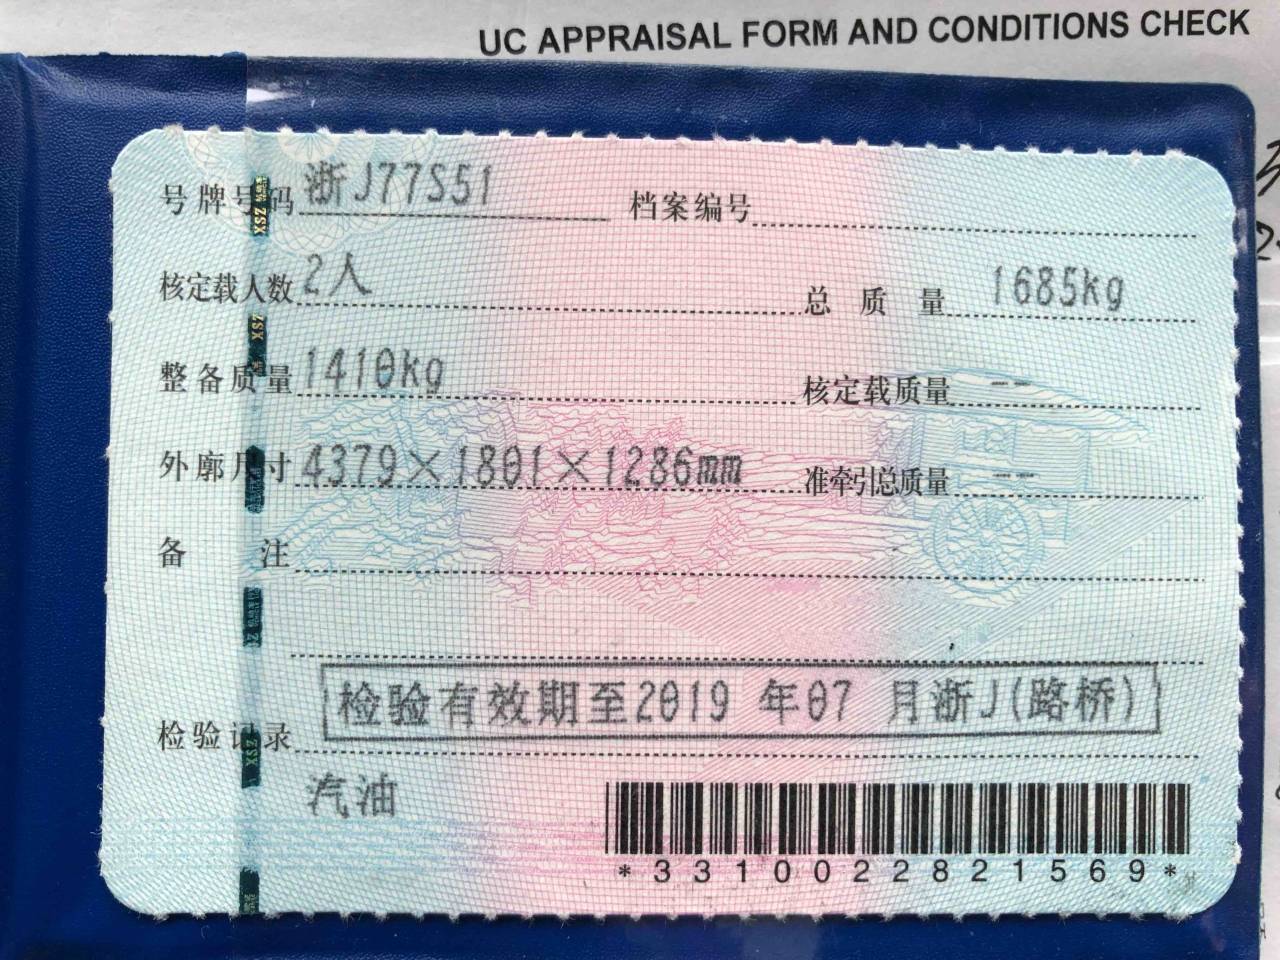 UC APPRAISAL FORM AND CONDITIONS CHECK
号牌号码 浙J77S51 档案编号
核定载人数 2人 总质量 1685kg
整备质量 1410kg 核定载质量 --
外廓尺寸 4379×1801×1286mm 准牵引总质量 --
备注
检验记录 检验有效期至2019 年07 月浙J(路桥)
汽油
*3310022821569*